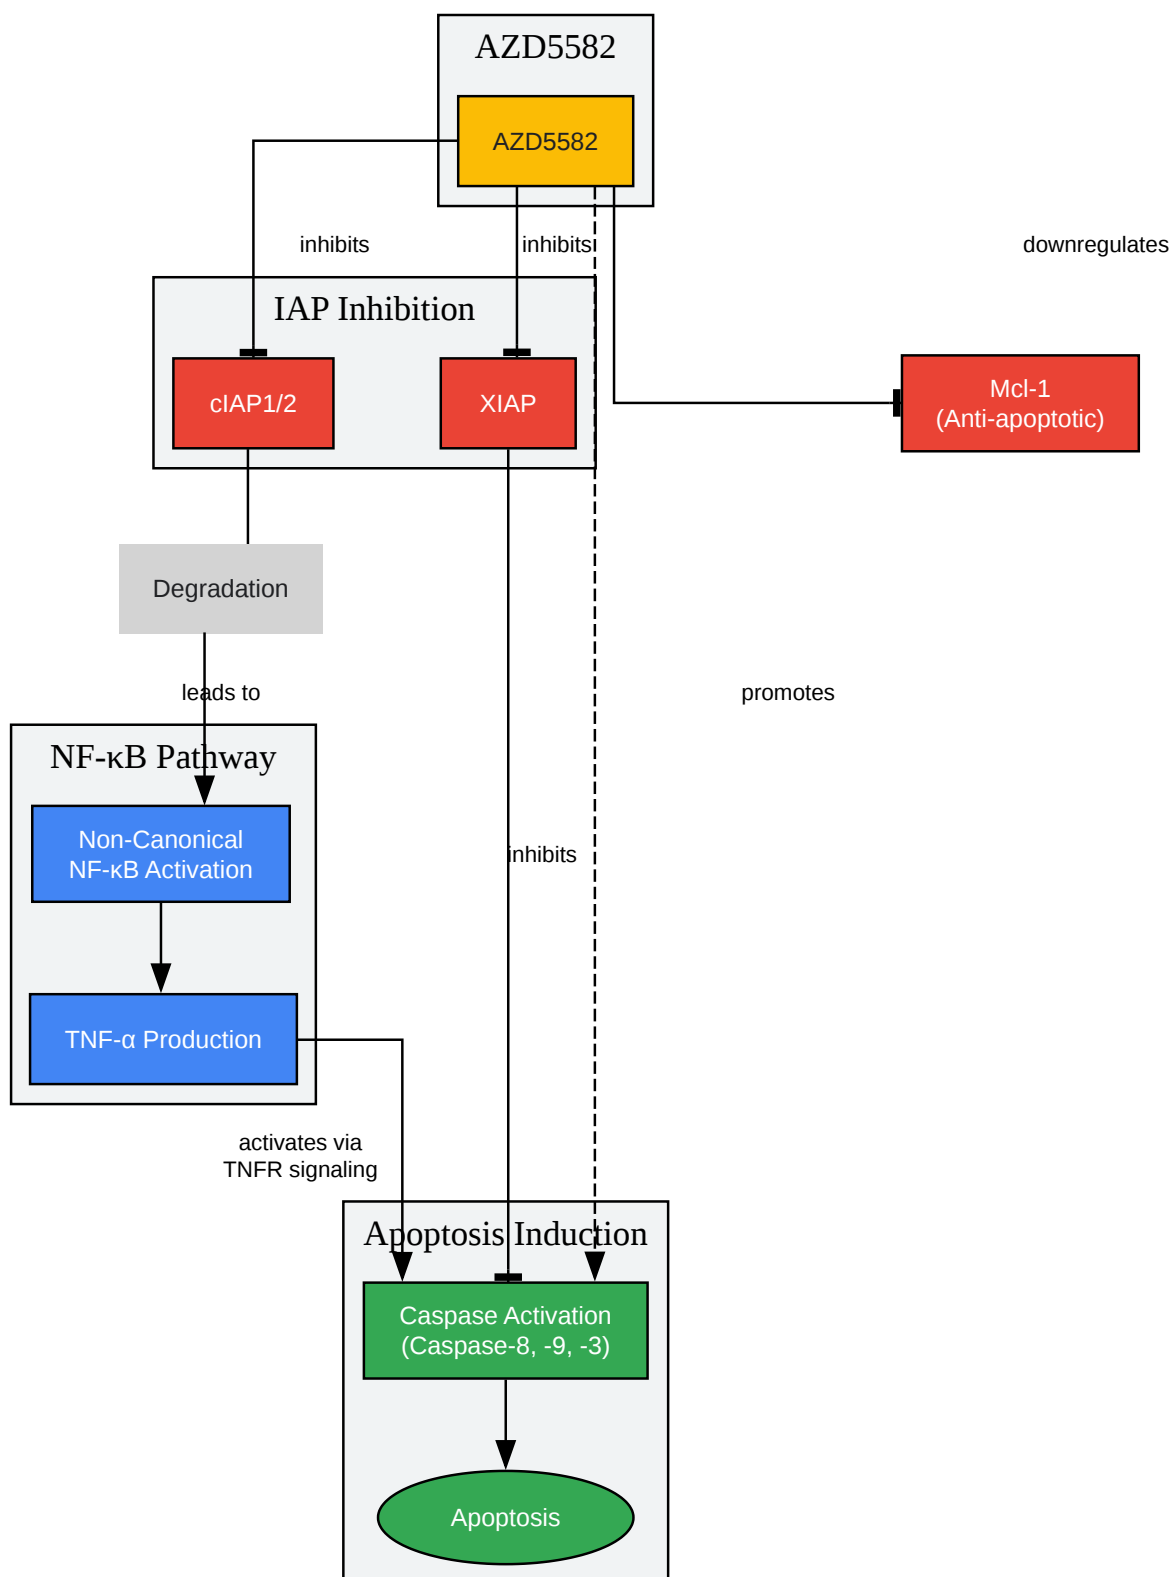 AZD5582
AZD5582
inhibits
inhibits
downregulates
IAP Inhibition
cIAP1/2
XIAP
Mcl-1
(Anti-apoptotic)
Degradation
leads to
promotes
NF-κB Pathway
Non-Canonical
NF-κB Activation
inhibits
TNF-α Production
activates via
TNFR signaling
Apoptosis Induction
Caspase Activation
(Caspase-8, -9, -3)
Apoptosis